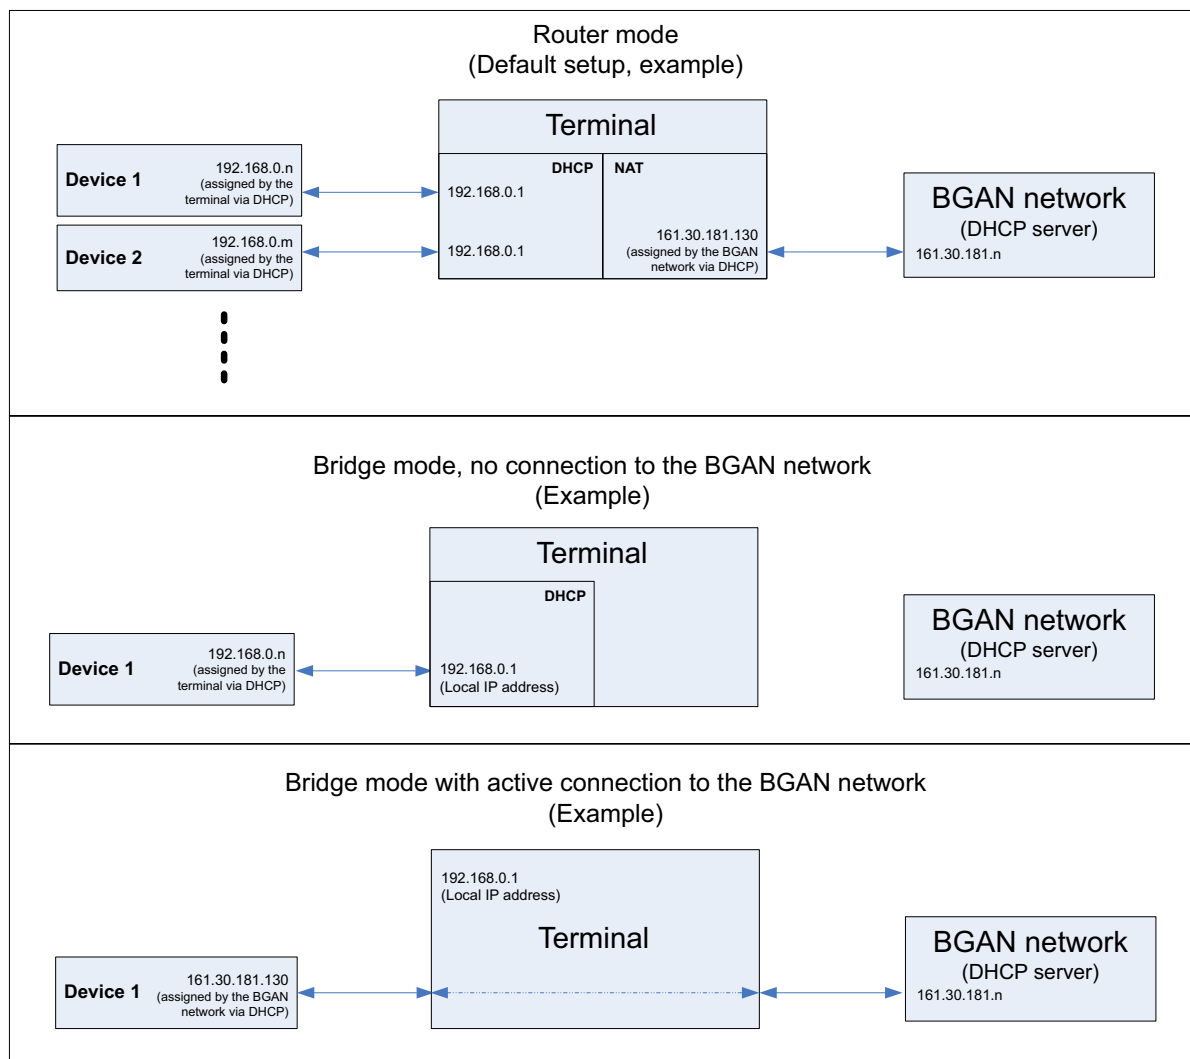 Router mode
(Default setup, example)
Terminal
DHCP
NAT
Device 1
192.168.0.n
(assigned by the
terminal via DHCP)
192.168.0.1
Device 2
192.168.0.m
(assigned by the
terminal via DHCP)
192.168.0.1
161.30.181.130
(assigned by the BGAN
network via DHCP)
BGAN network
(DHCP server)
161.30.181.n
Bridge mode, no connection to the BGAN network
(Example)
Terminal
DHCP
Device 1
192.168.0.n
(assigned by the
terminal via DHCP)
192.168.0.1
(Local IP address)
BGAN network
(DHCP server)
161.30.181.n
Bridge mode with active connection to the BGAN network
(Example)
192.168.0.1
(Local IP address)
Terminal
Device 1
161.30.181.130
(assigned by the BGAN
network via DHCP)
BGAN network
(DHCP server)
161.30.181.n